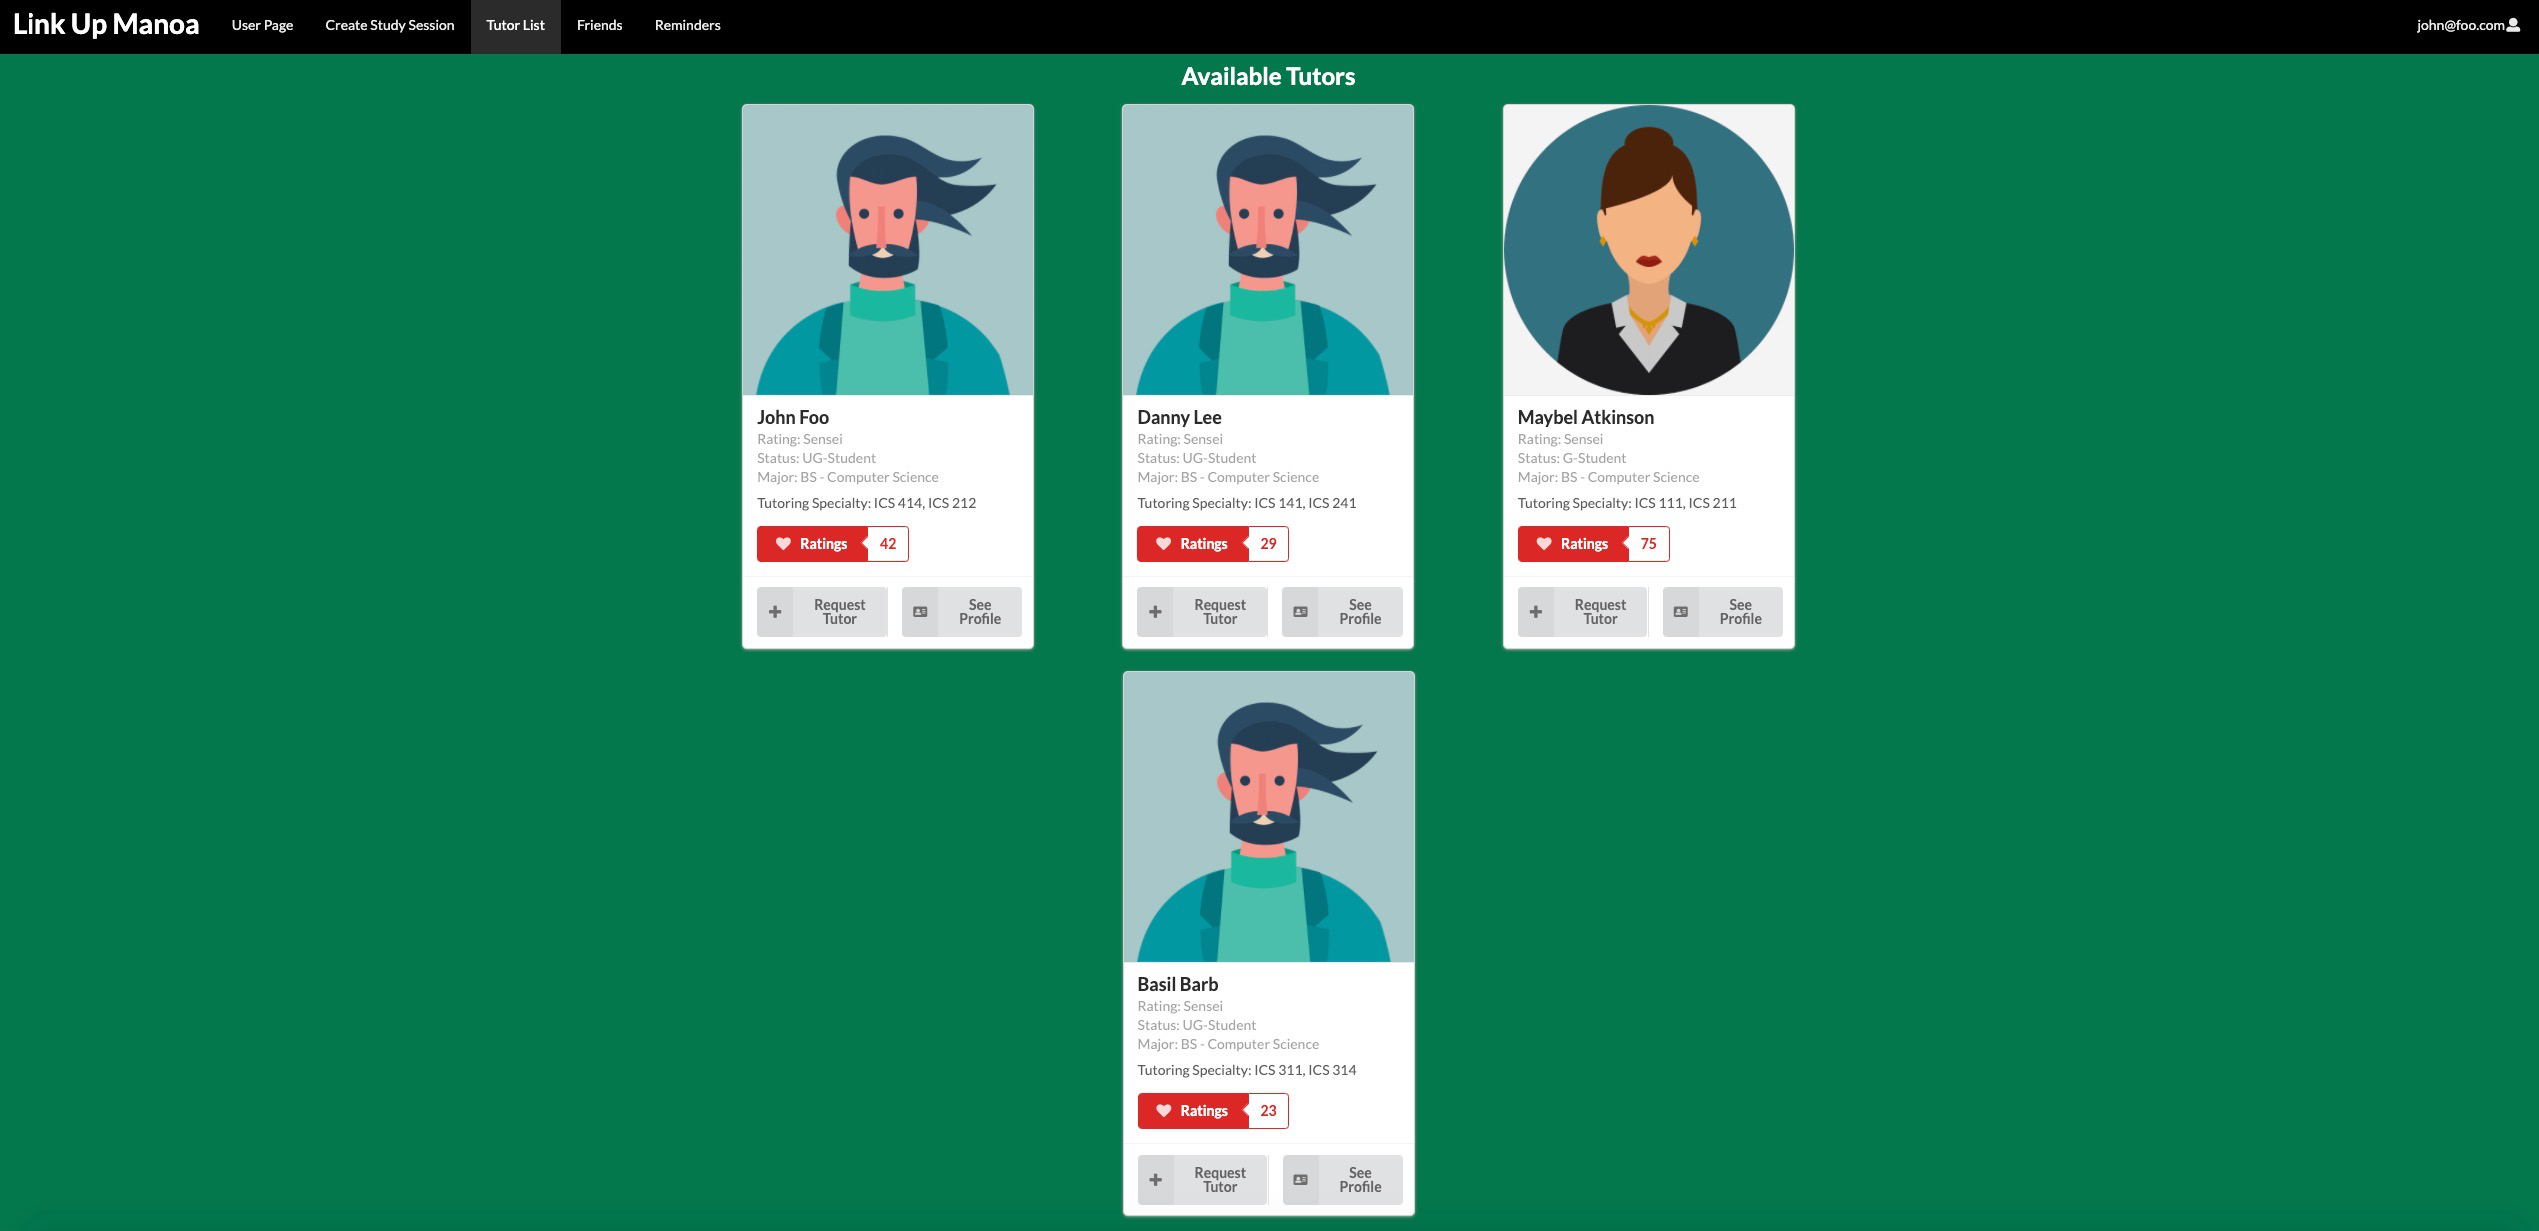 Link Up Manoa User Page Create Study Session Tutor List Friends Reminders john@foo.com
Available Tutors
John Foo
Rating: Sensei
Status: UG-Student
Major: BS - Computer Science
Tutoring Specialty: ICS 414, ICS 212
Ratings 42
Request
Tutor
See
Profile
Danny Lee
Rating: Sensei
Status: UG-Student
Major: BS - Computer Science
Tutoring Specialty: ICS 141, ICS 241
Ratings 29
Request
Tutor
See
Profile
Maybel Atkinson
Rating: Sensei
Status: G-Student
Major: BS - Computer Science
Tutoring Specialty: ICS 111, ICS 211
Ratings 75
Request
Tutor
See
Profile
Basil Barb
Rating: Sensei
Status: UG-Student
Major: BS - Computer Science
Tutoring Specialty: ICS 311, ICS 314
Ratings 23
Request
Tutor
See
Profile